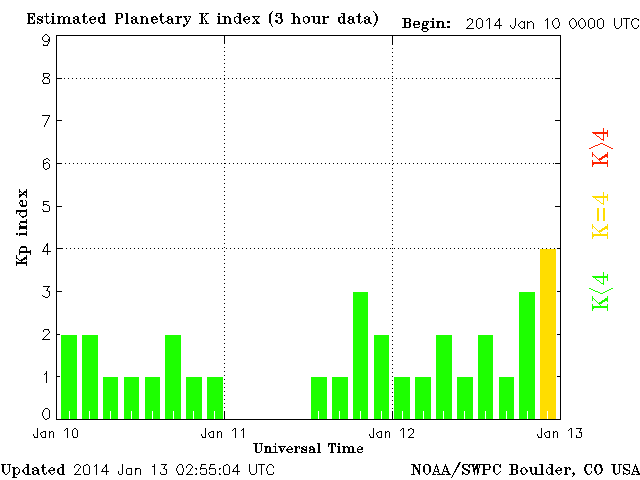 Estimated Planetary K index (3 hour data)
Begin: 2014 Jan 10 0000 UTC
9
8
7
6
5
4
3
2
1
0
Kp index
K>4
K=4
K<4
Jan 10 Jan 11 Jan 12 Jan 13
Universal Time
Updated 2014 Jan 13 02:55:04 UTC
NOAA/SWPC Boulder, CO USA